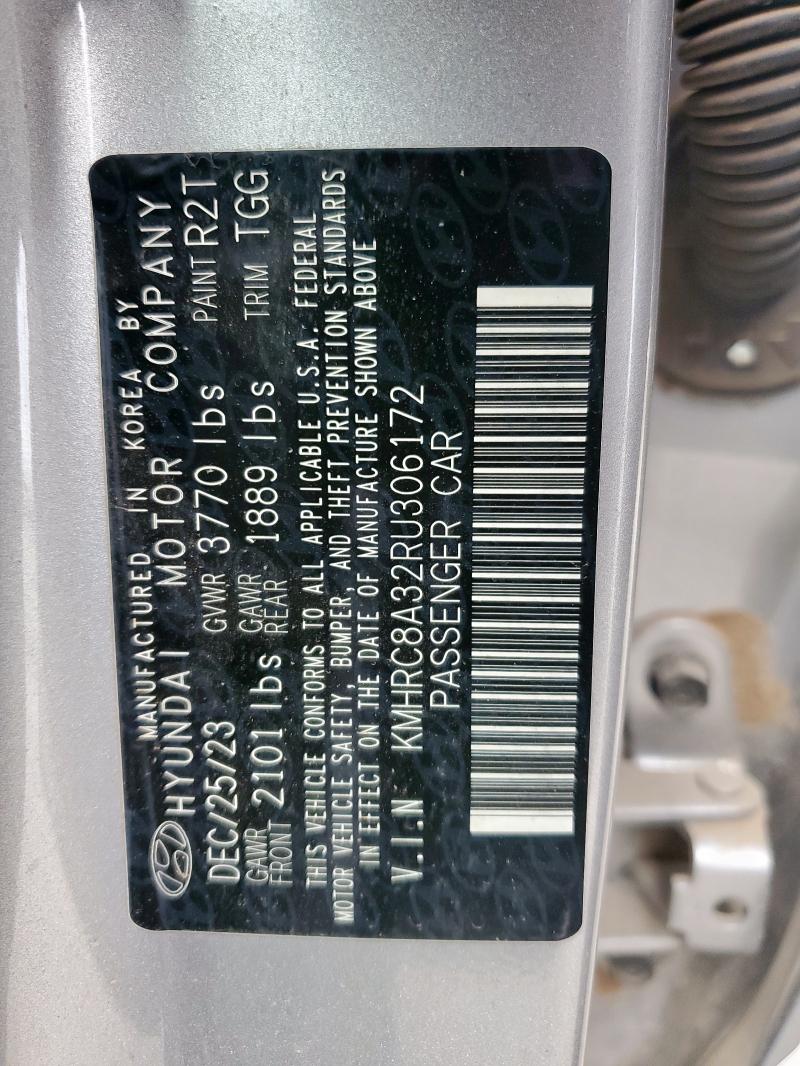 MANUFACTURED IN KOREA BY
HYUNDAI MOTOR COMPANY
DEC/25/23 GVWR 3770 lbs PAINT R2T
GAWR FRONT 2101 lbs GAWR REAR 1889 lbs TRIM TGG
THIS VEHICLE CONFORMS TO ALL APPLICABLE U.S.A. FEDERAL
MOTOR VEHICLE SAFETY, BUMPER, AND THEFT PREVENTION STANDARDS
IN EFFECT ON THE DATE OF MANUFACTURE SHOWN ABOVE
V.I.N KMHRC8A32RU306172
PASSENGER CAR